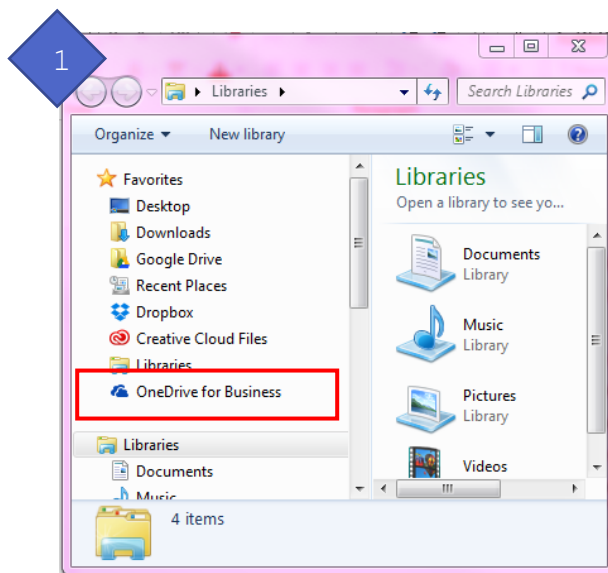 1
Libraries
Search Libraries
Organize New library
Favorites
Desktop
Downloads
Google Drive
Recent Places
Dropbox
Creative Cloud Files
Libraries
OneDrive for Business
Libraries
Documents
Music
Libraries
Open a library to see yo...
Documents
Library
Music
Library
Pictures
Library
Videos
4 items